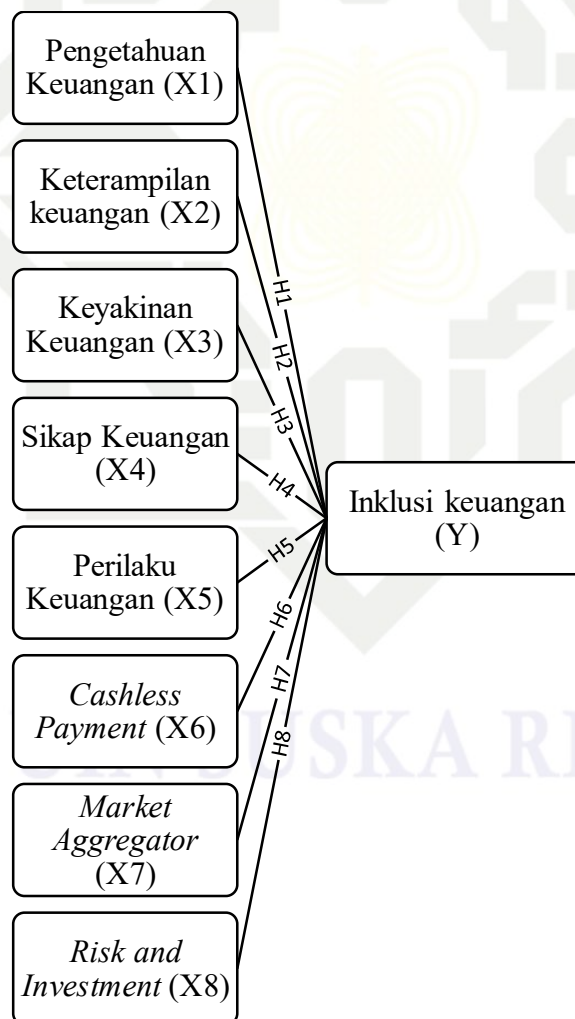 Pengetahuan
Keuangan (X1)
Keterampilan
keuangan (X2)
Keyakinan
Keuangan (X3)
Sikap Keuangan
(X4)
Perilaku
Keuangan (X5)
Cashless
Payment (X6)
Market
Aggregator
(X7)
Risk and
Investment (X8)
H1
H2
H3
H4
H5
H6
H7
H8
Inklusi keuangan
(Y)
SUSKA